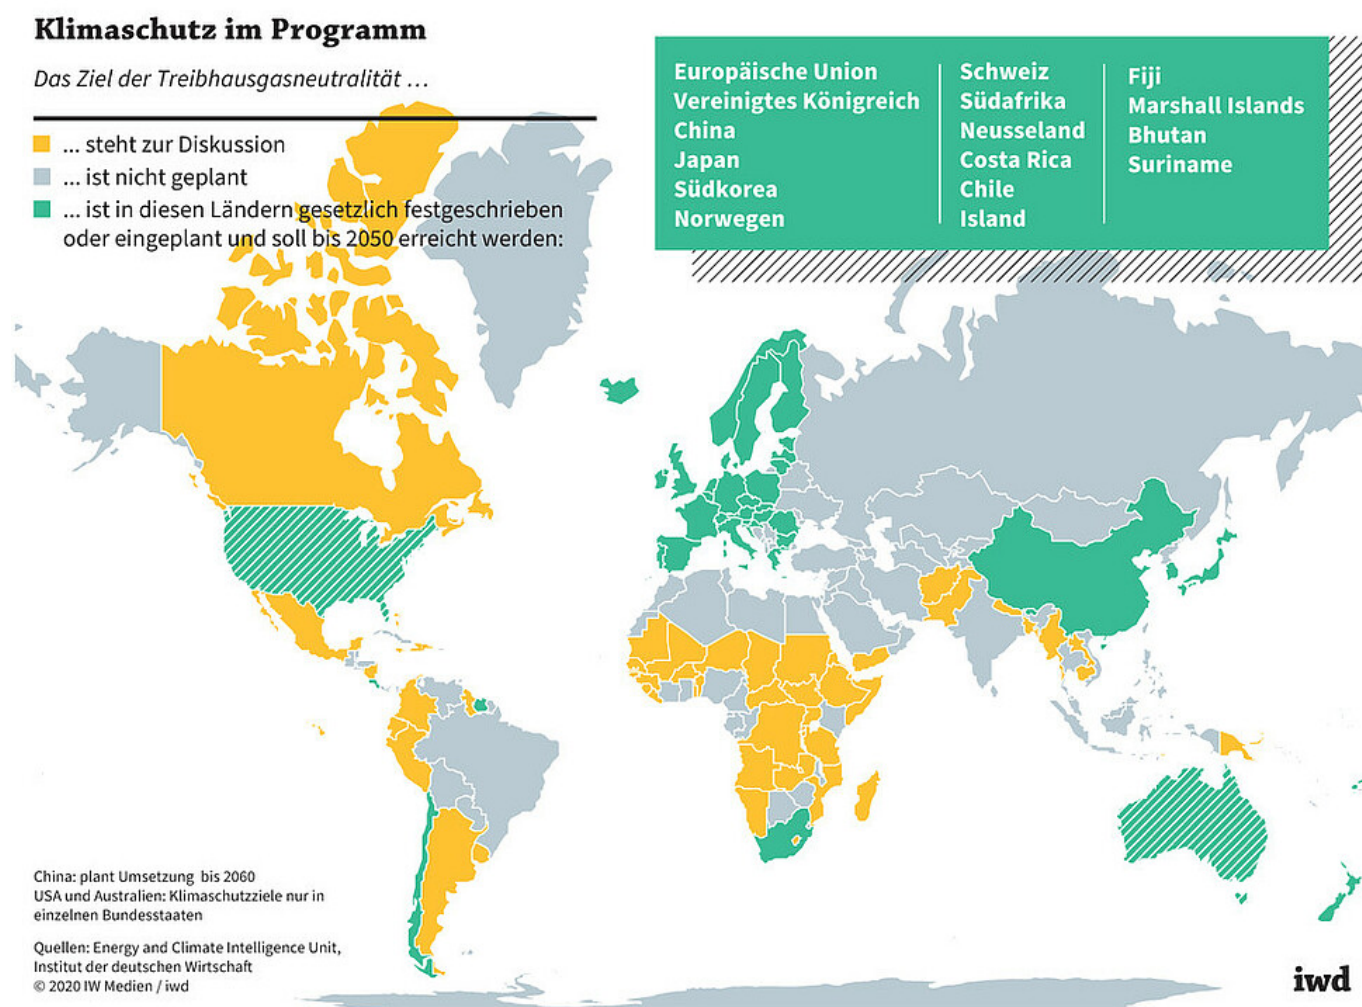 Klimaschutz im Programm
Das Ziel der Treibhausgasneutralität ...
... steht zur Diskussion
... ist nicht geplant
... ist in diesen Ländern gesetzlich festgeschrieben
oder eingeplant und soll bis 2050 erreicht werden:
Europäische Union
Vereinigtes Königreich
China
Japan
Südkorea
Norwegen
Schweiz
Südafrika
Neusseland
Costa Rica
Chile
Island
Fiji
Marshall Islands
Bhutan
Suriname
China: plant Umsetzung bis 2060
USA und Australien: Klimaschutzziele nur in
einzelnen Bundesstaaten
Quellen: Energy and Climate Intelligence Unit,
Institut der deutschen Wirtschaft
© 2020 IW Medien / iwd
iwd